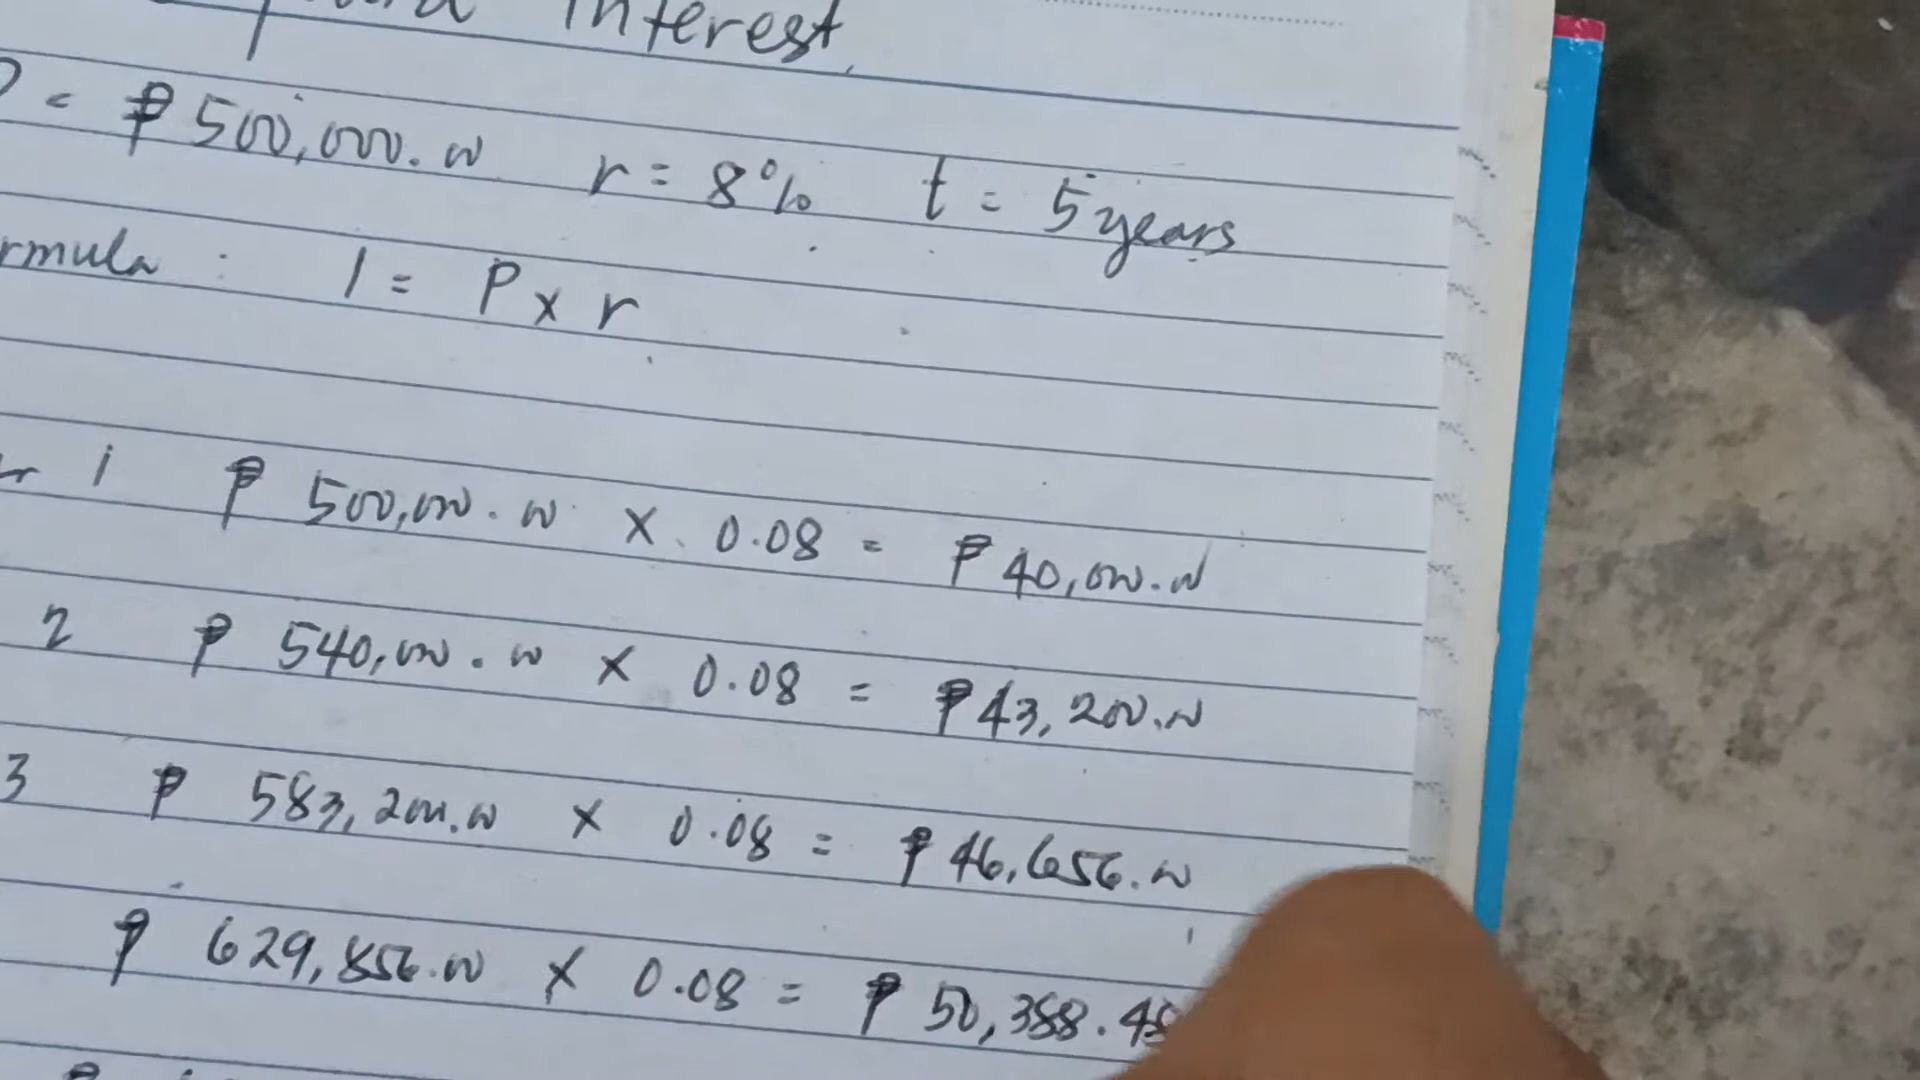 Interest
= ₱ 500,000.00 r = 8% t = 5 years
rmula : I = P x r
1 ₱ 500,000.00 x 0.08 = ₱ 40,000.00
2 ₱ 540,000.00 x 0.08 = ₱ 43,200.00
3 ₱ 583,200.00 x 0.08 = ₱ 46,656.00
₱ 629,856.00 x 0.08 = ₱ 50,388.48